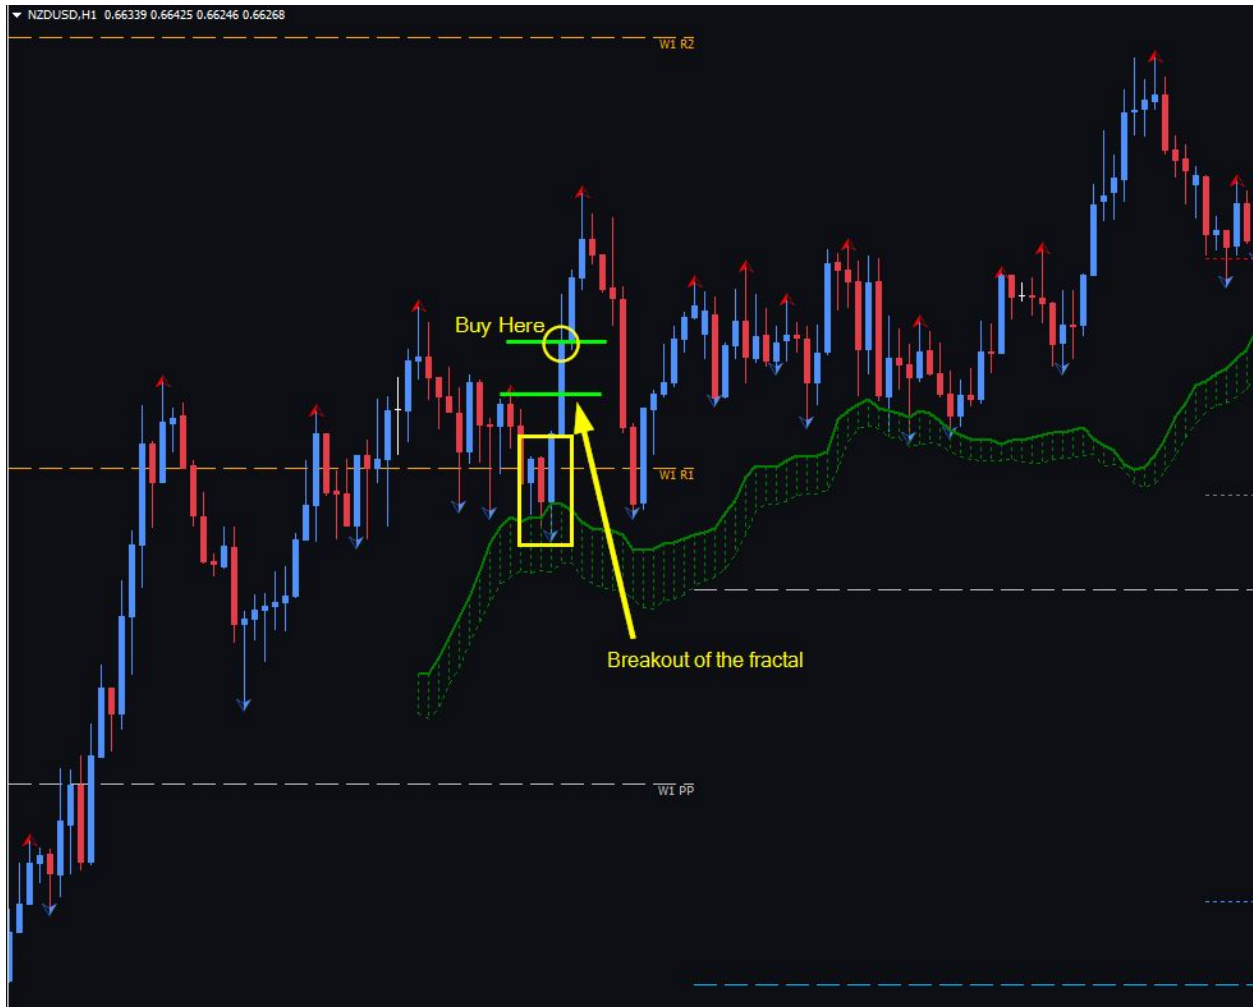 NZDUSD,H1 0.66339 0.66425 0.66246 0.66268
W1 R2
Buy Here
W1 R1
Breakout of the fractal
W1 PP